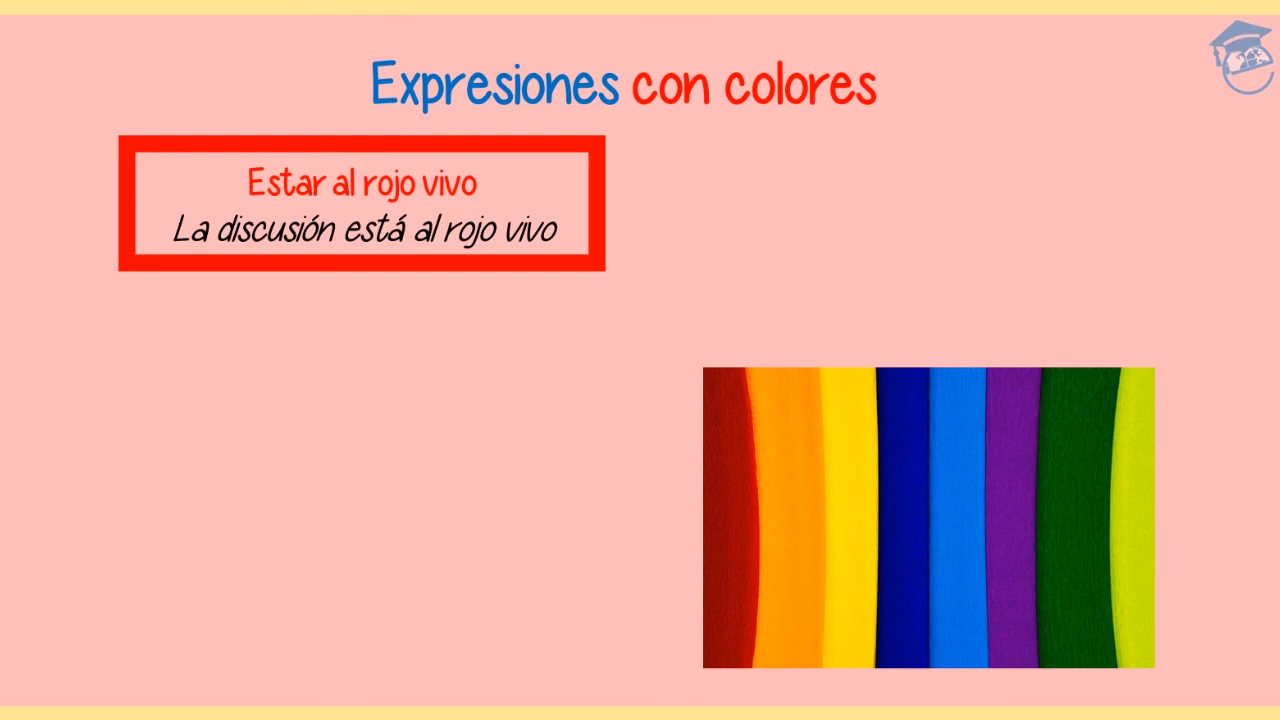 Expresiones con colores
Estar al rojo vivo
La discusión está al rojo vivo